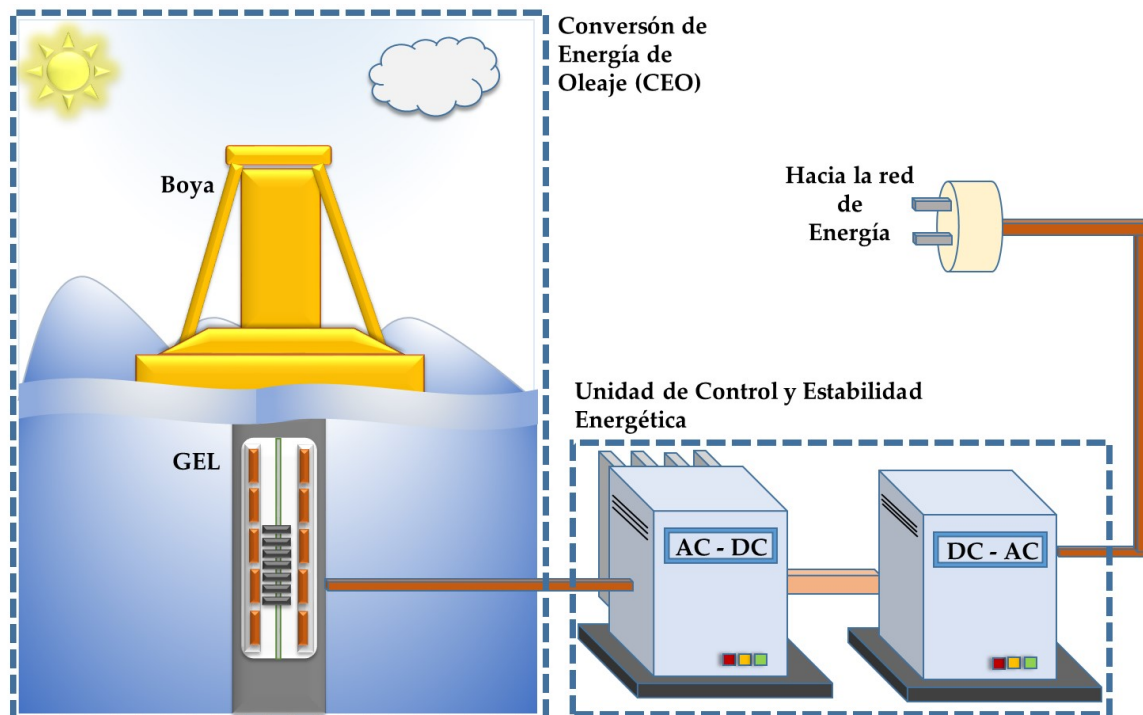 Conversón de
Energía de
Oleaje (CEO)
Boya
Hacia la red
de
Energía
Unidad de Control y Estabilidad
Energética
GEL
AC - DC
DC - AC